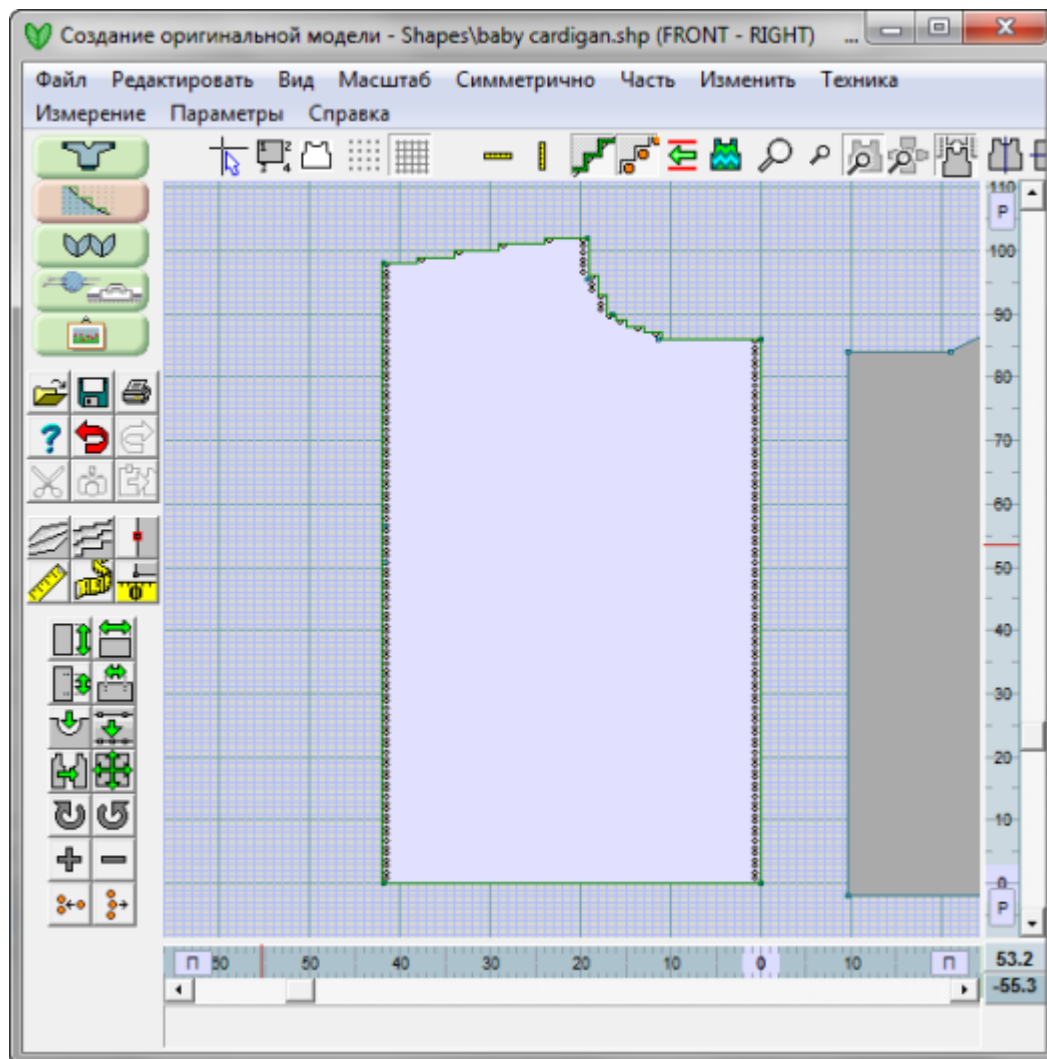 Создание оригинальной модели - Shapes\baby cardigan.shp (FRONT - RIGHT) ...
Файл Редактировать Вид Масштаб Симметрично Часть Изменить Техника
Измерение Параметры Справка
110
P
100
90
80
70
60
50
40
30
20
10
0
P
П 50 40 30 20 10 0 10 П
53.2
-55.3